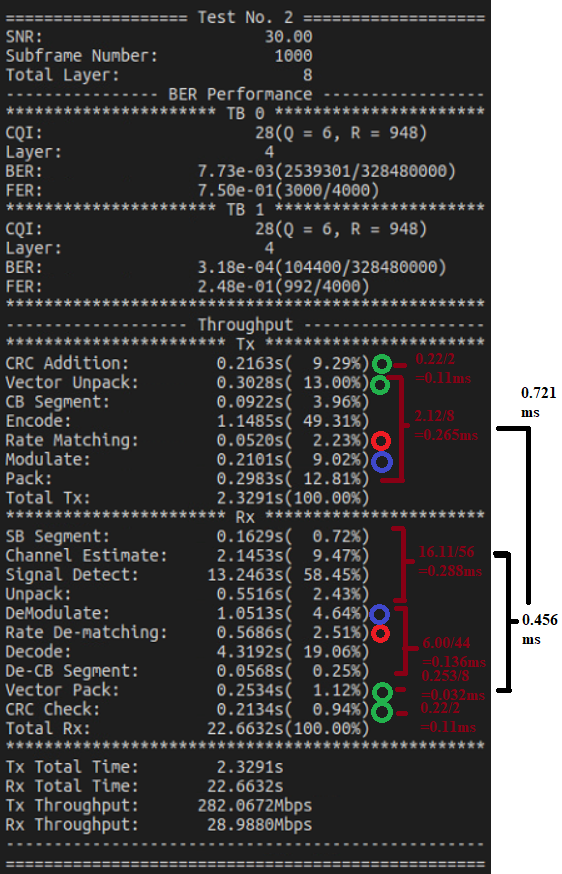 =================== Test No. 2 ===================
SNR: 30.00
Subframe Number: 1000
Total Layer: 8
---------------- BER Performance -----------------
********************** TB 0 **********************
CQI: 28(Q = 6, R = 948)
Layer: 4
BER: 7.73e-03(2539301/328480000)
FER: 7.50e-01(3000/4000)
********************** TB 1 **********************
CQI: 28(Q = 6, R = 948)
Layer: 4
BER: 3.18e-04(104400/328480000)
FER: 2.48e-01(992/4000)
**************************************************
------------------- Throughput -------------------
*********************** Tx ***********************
CRC Addition: 0.2163s( 9.29%) 0.22/2
=0.11ms
Vector Unpack: 0.3028s( 13.00%)
CB Segment: 0.0922s( 3.96%)
Encode: 1.1485s( 49.31%) 2.12/8
=0.265ms
Rate Matching: 0.0520s( 2.23%)
Modulate: 0.2101s( 9.02%)
Pack: 0.2983s( 12.81%)
Total Tx: 2.3291s(100.00%)
0.721
ms
*********************** Rx ***********************
SB Segment: 0.1629s( 0.72%)
Channel Estimate: 2.1453s( 9.47%) 16.11/56
Signal Detect: 13.2463s( 58.45%) =0.288ms
Unpack: 0.5516s( 2.43%)
DeModulate: 1.0513s( 4.64%)
Rate De-matching: 0.5686s( 2.51%) 6.00/44
Decode: 4.3192s( 19.06%) =0.136ms
De-CB Segment: 0.0568s( 0.25%) 0.253/8
Vector Pack: 0.2534s( 1.12%) =0.032ms
CRC Check: 0.2134s( 0.94%) 0.22/2
=0.11ms
Total Rx: 22.6632s(100.00%)
0.456
ms
**************************************************
Tx Total Time: 2.3291s
Rx Total Time: 22.6632s
Tx Throughput: 282.0672Mbps
Rx Throughput: 28.9880Mbps
--------------------------------------------------
==================================================